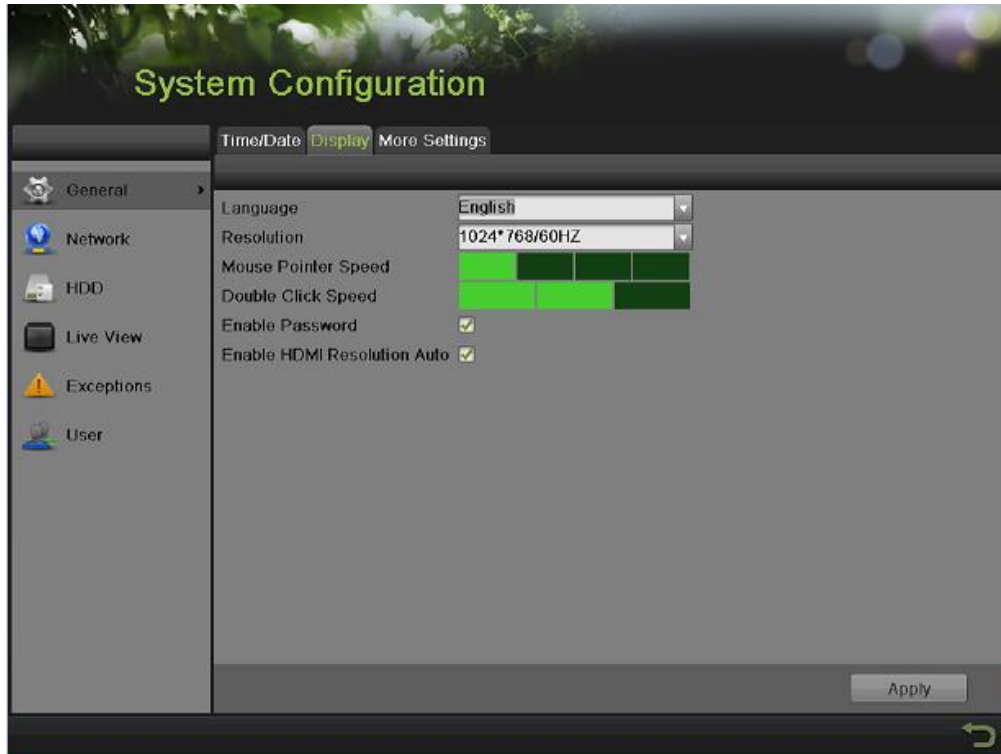 System Configuration
Time/Date Display More Settings
General
Network
HDD
Live View
Exceptions
User
Language English
Resolution 1024*768/60HZ
Mouse Pointer Speed
Double Click Speed
Enable Password
Enable HDMI Resolution Auto
Apply